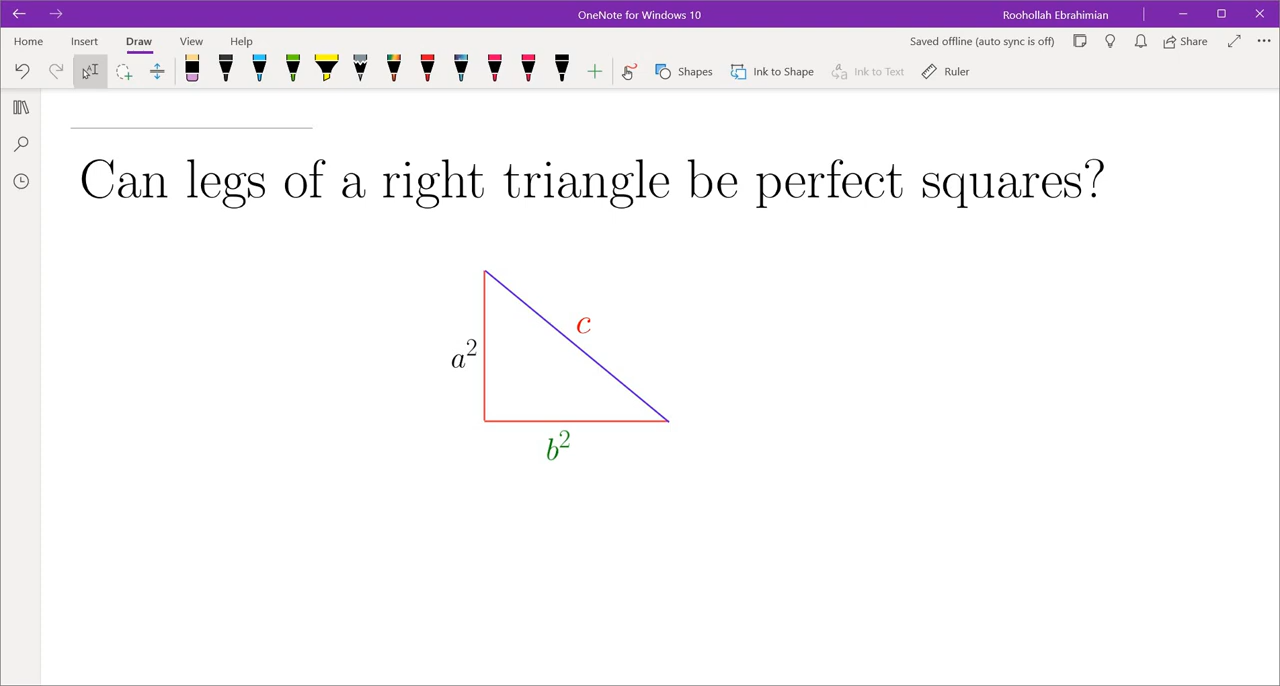 OneNote for Windows 10
Roohollah Ebrahimian
Home Insert Draw View Help
Saved offline (auto sync is off)
Share
Shapes
Ink to Shape
Ink to Text
Ruler
Can legs of a right triangle be perfect squares?
c
a²
b²